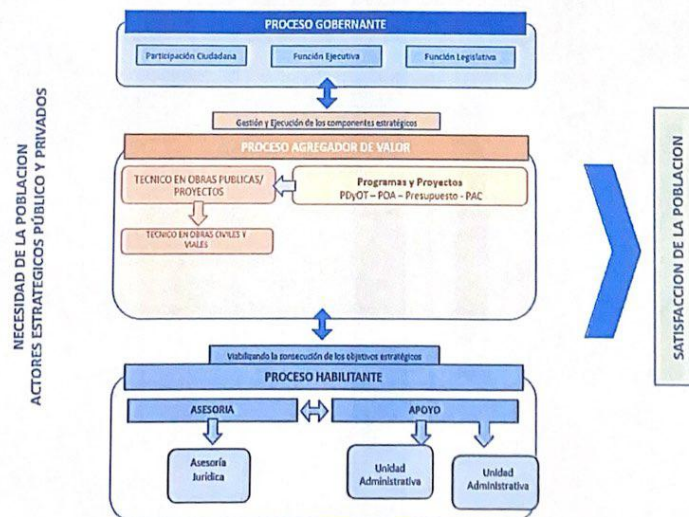 NECESIDAD DE LA POBLACION
ACTORES ESTRATEGICOS PÚBLICO Y PRIVADOS
PROCESO GOBERNANTE
Participación Ciudadana
Función Ejecutiva
Función Legislativa
Gestión y Ejecución de los componentes estratégicos
PROCESO AGREGADOR DE VALOR
TECNICO EN OBRAS PUBLICAS/
PROYECTOS
Programas y Proyectos
PDyOT – POA – Presupuesto - PAC
TECNICO EN OBRAS CIVILES Y
VIALES
Viabilizando la consecución de los objetivos estratégicos
PROCESO HABILITANTE
ASESORIA
APOYO
Asesoría
Jurídica
Unidad
Administrativa
Unidad
Administrativa
SATISFACCION DE LA POBLACION